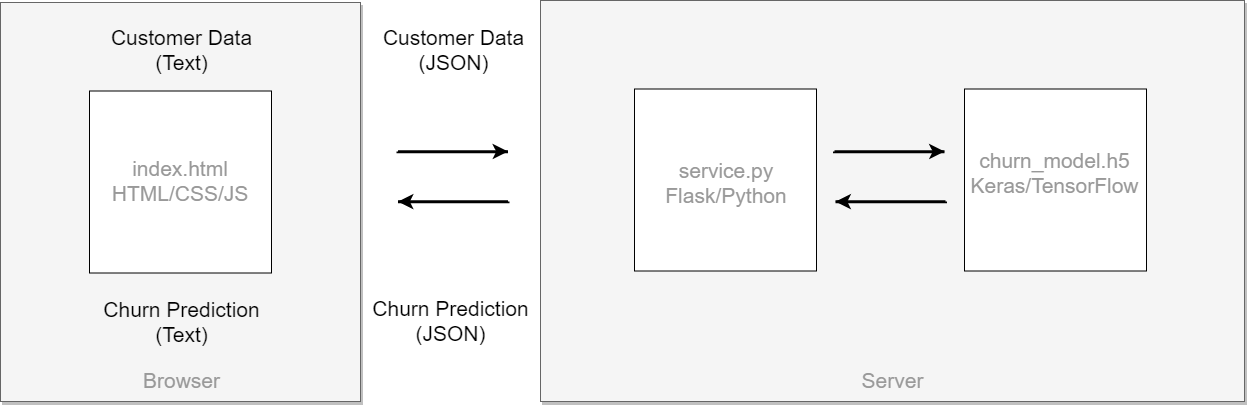 Customer Data
(Text)
index.html
HTML/CSS/JS
Churn Prediction
(Text)
Browser
Customer Data
(JSON)
Churn Prediction
(JSON)
service.py
Flask/Python
churn_model.h5
Keras/TensorFlow
Server